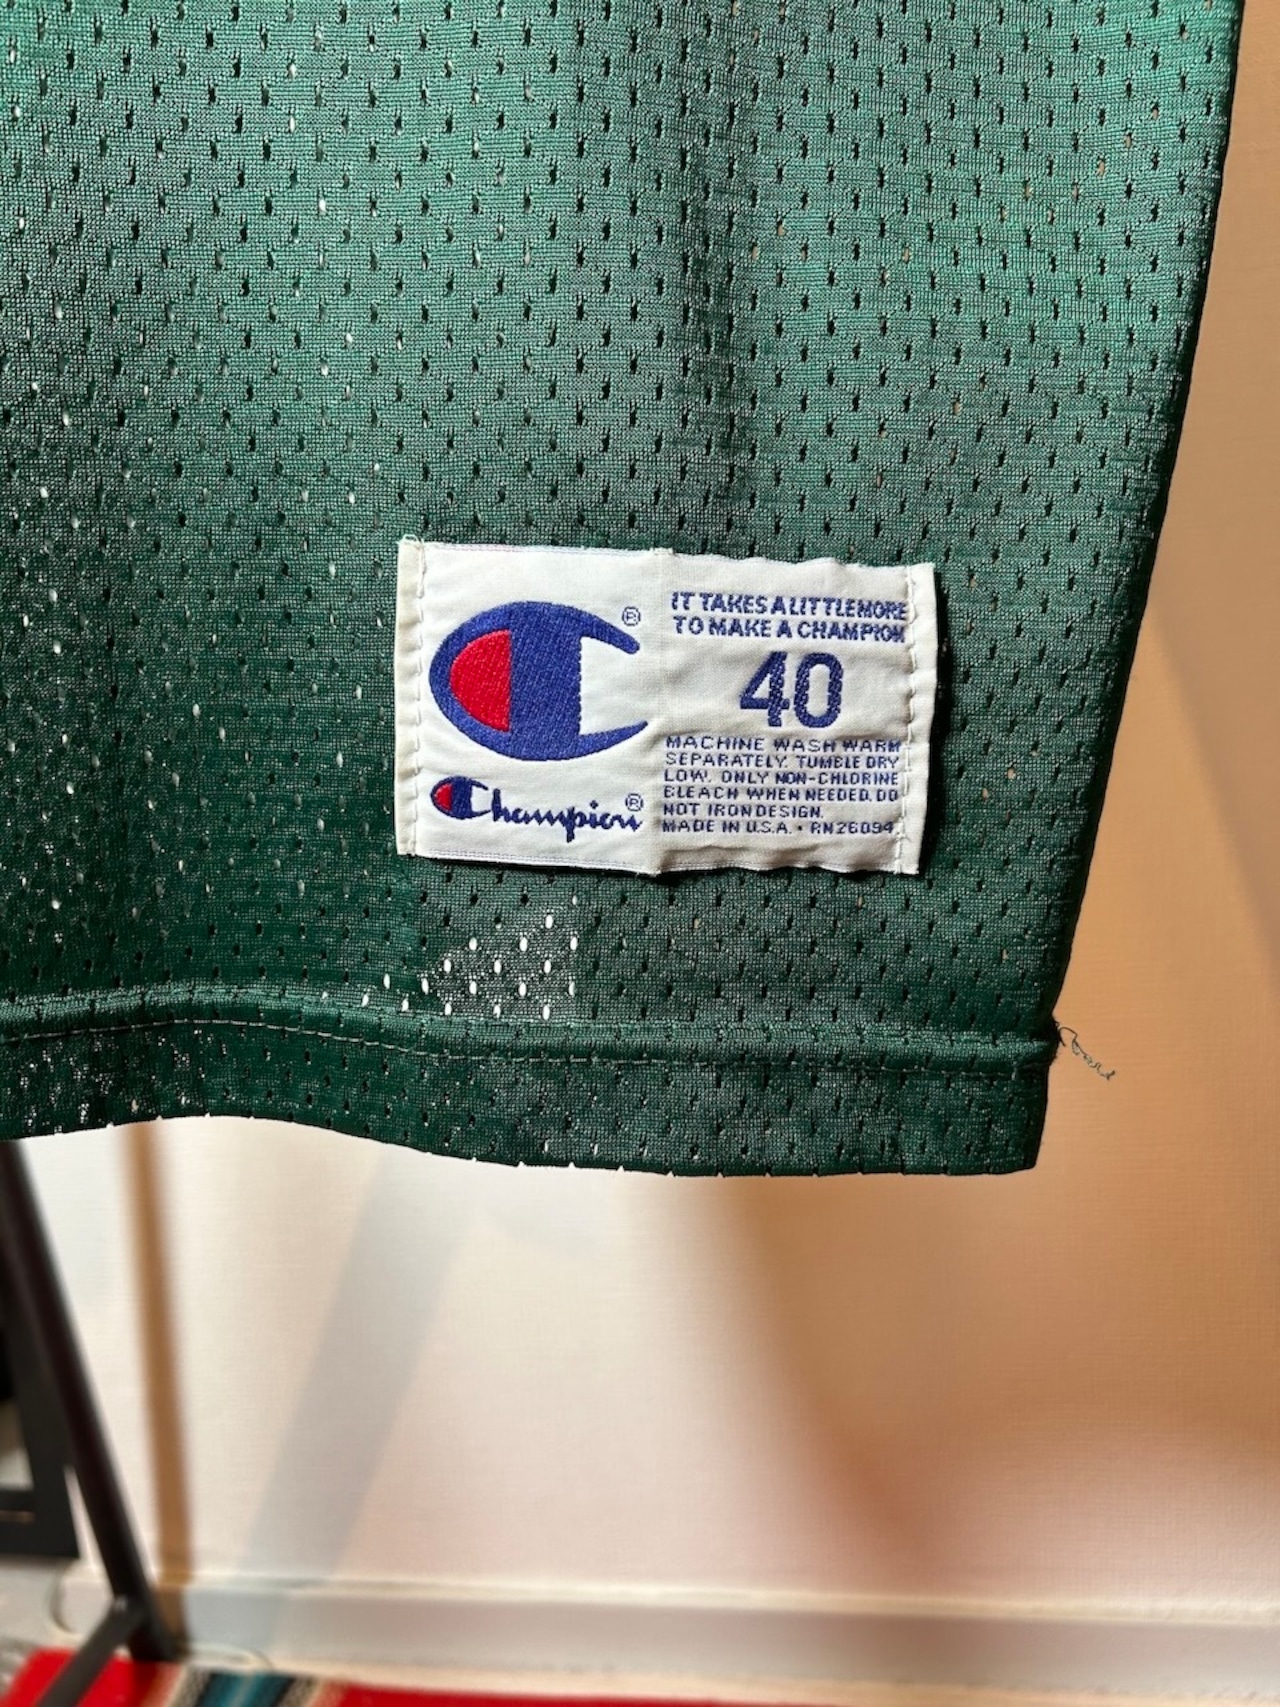 ®
Champion®
IT TAKES A LITTLE MORE
TO MAKE A CHAMPION
40
MACHINE WASH WARM
SEPARATELY. TUMBLE DRY
LOW. ONLY NON-CHLORINE
BLEACH WHEN NEEDED. DO
NOT IRON DESIGN.
MADE IN U.S.A. • RN26094